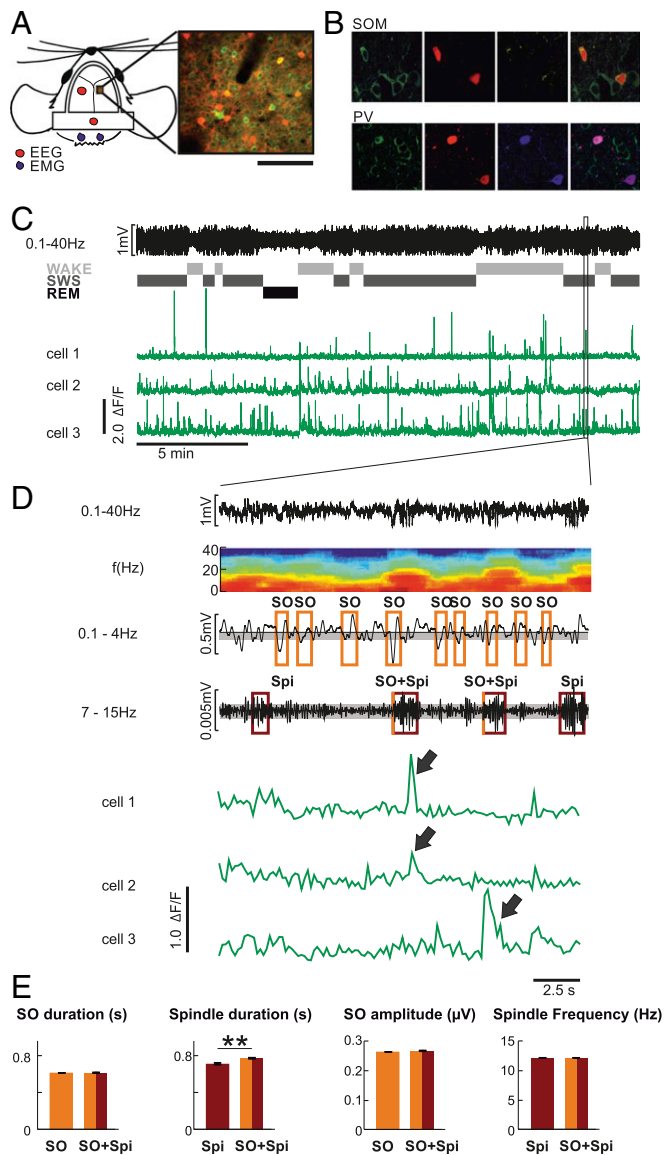 A
EEG
EMG
B
SOM
PV
C
0.1-40Hz
1mV
WAKE
SWS
REM
cell 1
cell 2
cell 3
2.0 ΔF/F
5 min
D
0.1-40Hz
1mV
f(Hz)
40
20
0
SO SO SO SO SO SO SO SO SO
0.1 - 4Hz
0.5mV
Spi SO+Spi SO+Spi Spi
7 - 15Hz
0.005mV
cell 1
cell 2
cell 3
1.0 ΔF/F
2.5 s
E
SO duration (s)
0.8
0
SO SO+Spi
Spindle duration (s)
**
0.8
0
Spi SO+Spi
SO amplitude (μV)
0.3
0.2
0.1
0
SO SO+Spi
Spindle Frequency (Hz)
15
10
5
0
Spi SO+Spi